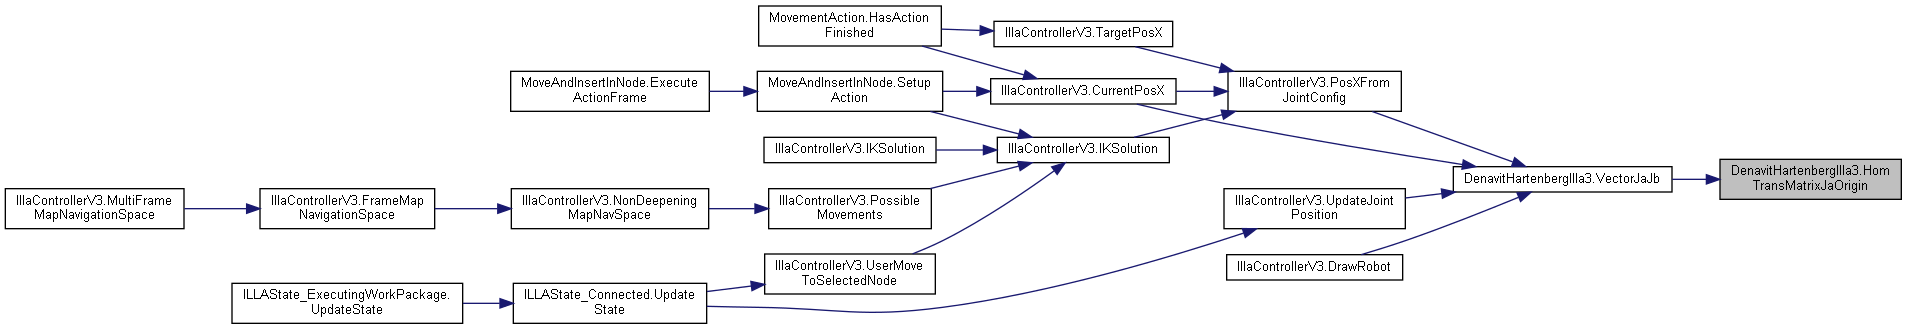 MovementAction.HasAction
Finished
IllaControllerV3.TargetPosX
MoveAndInsertInNode.Execute
ActionFrame
MoveAndInsertInNode.Setup
Action
IllaControllerV3.CurrentPosX
IllaControllerV3.PosXFrom
JointConfig
IllaControllerV3.IKSolution
IllaControllerV3.IKSolution
DenavitHartenbergIlla3.VectorJaJb
DenavitHartenbergIlla3.Hom
TransMatrixJaOrigin
IllaControllerV3.MultiFrame
MapNavigationSpace
IllaControllerV3.FrameMap
NavigationSpace
IllaControllerV3.NonDeepening
MapNavSpace
IllaControllerV3.Possible
Movements
IllaControllerV3.UpdateJoint
Position
IllaControllerV3.UserMove
ToSelectedNode
IllaControllerV3.DrawRobot
ILLAState_ExecutingWorkPackage.
UpdateState
ILLAState_Connected.Update
State